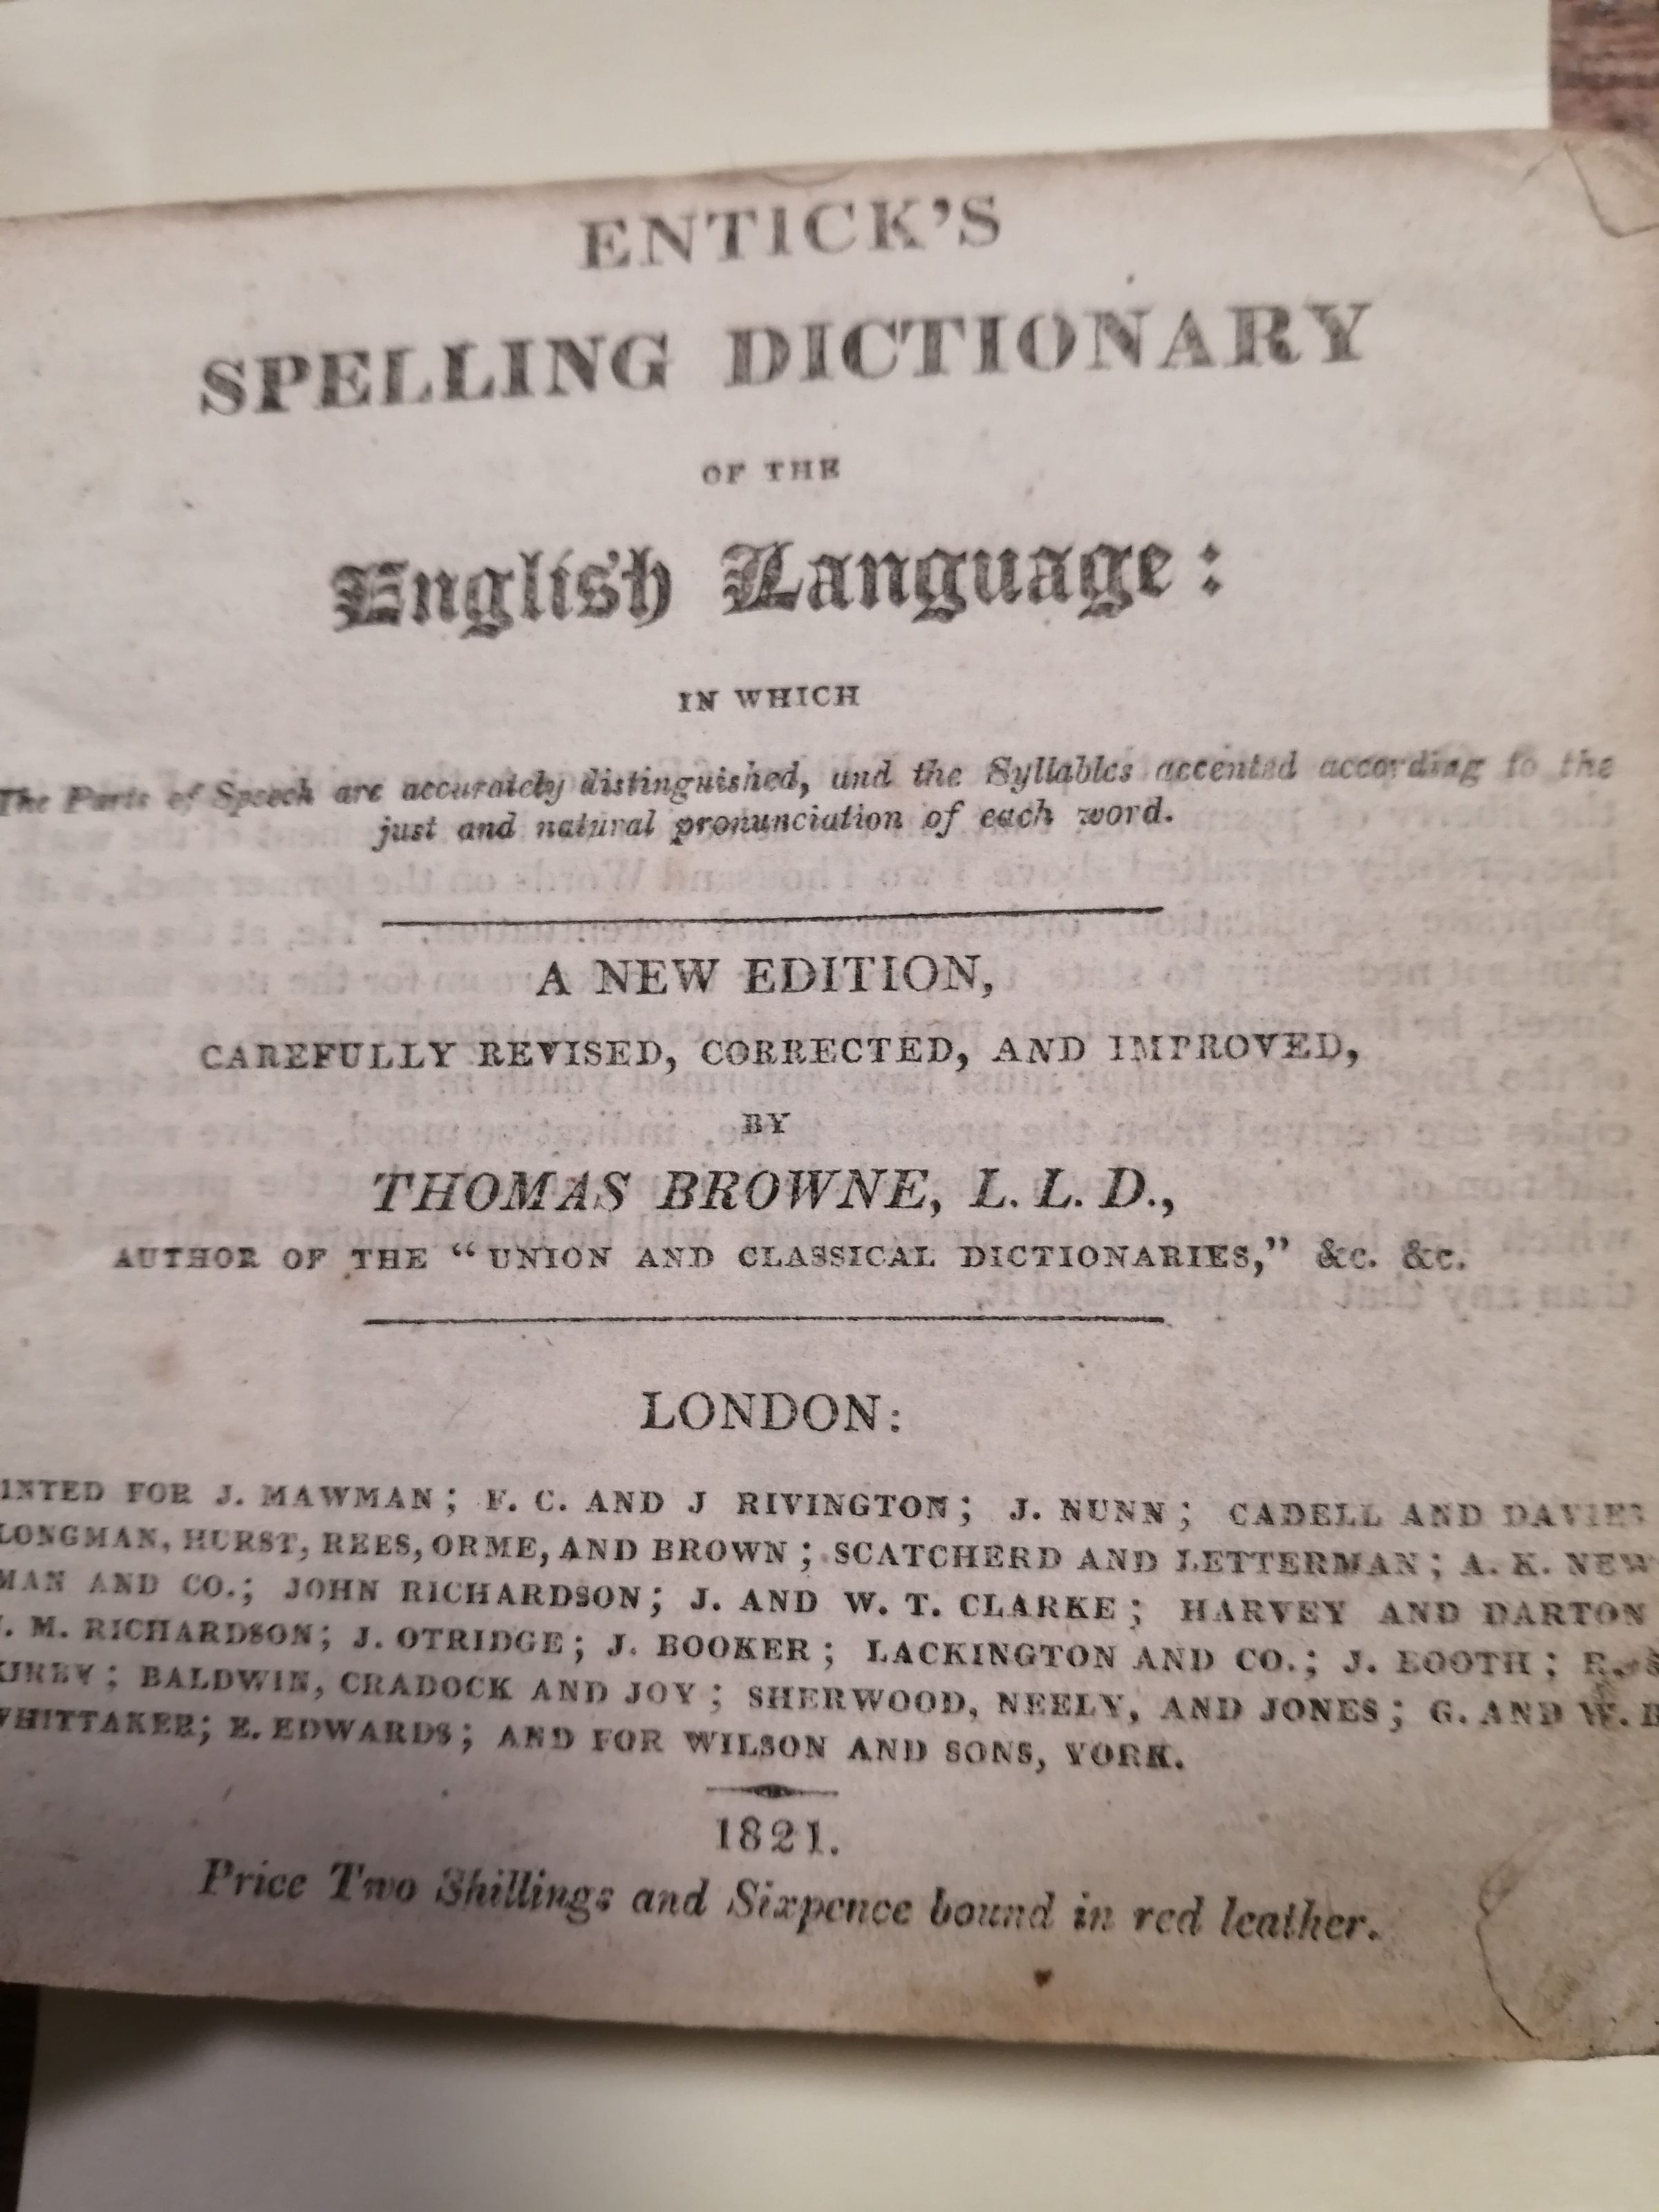 ENTICK'S
SPELLING DICTIONARY
OF THE
English Language:
IN WHICH
The Parts of Speech are accurately distinguished, and the Syllables accented according to the
just and natural pronunciation of each word.
A NEW EDITION,
CAREFULLY REVISED, CORRECTED, AND IMPROVED,
BY
THOMAS BROWNE, L. L. D.,
AUTHOR OF THE "UNION AND CLASSICAL DICTIONARIES," &c. &c.
LONDON:
INTED FOR J. MAWMAN; F. C. AND J RIVINGTON; J. NUNN; CADELL AND DAVIES
LONGMAN, HURST, REES, ORME, AND BROWN; SCATCHERD AND LETTERMAN; A. K. NEW
MAN AND CO.; JOHN RICHARDSON; J. AND W. T. CLARKE; HARVEY AND DARTON
J. M. RICHARDSON; J. OTRIDGE; J. BOOKER; LACKINGTON AND CO.; J. BOOTH; R. S
KIRBY; BALDWIN, CRADOCK AND JOY; SHERWOOD, NEELY, AND JONES; G. AND W. B
WHITTAKER; E. EDWARDS; AND FOR WILSON AND SONS, YORK.
1821.
Price Two Shillings and Sixpence bound in red leather.